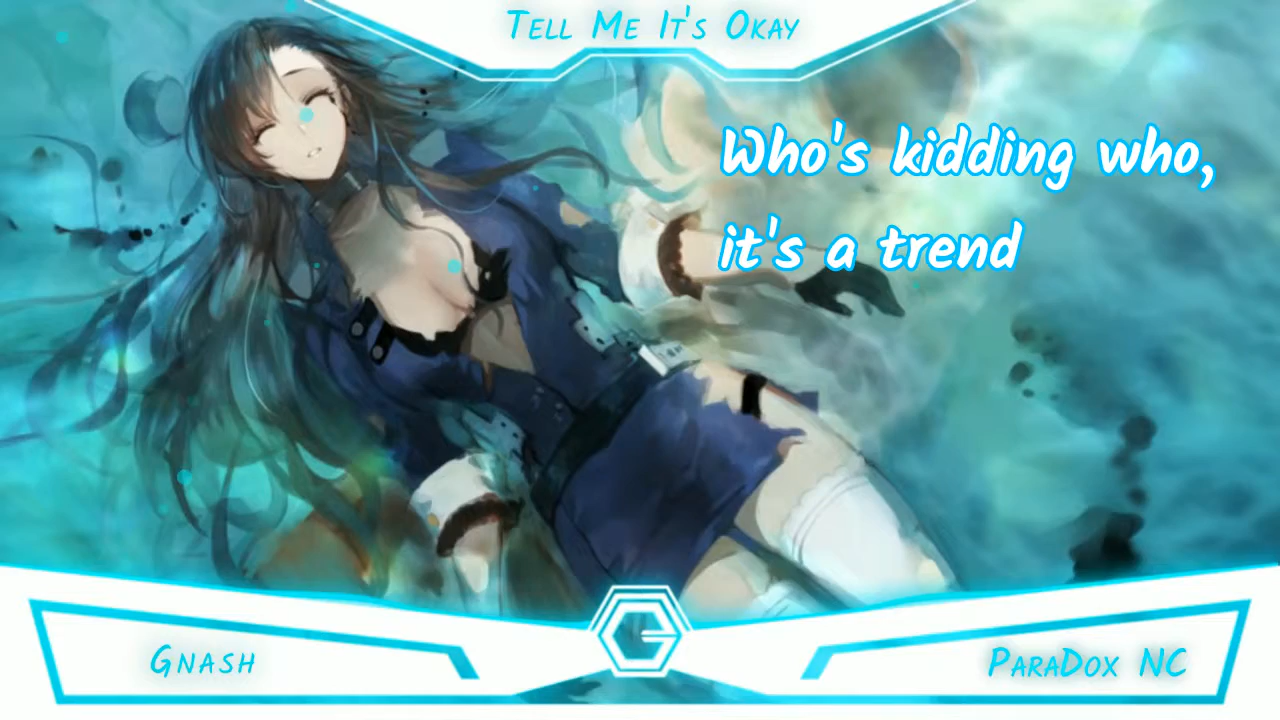 Tell Me It's Okay
Who's kidding who,
it's a trend
Gnash
ParaDox NC